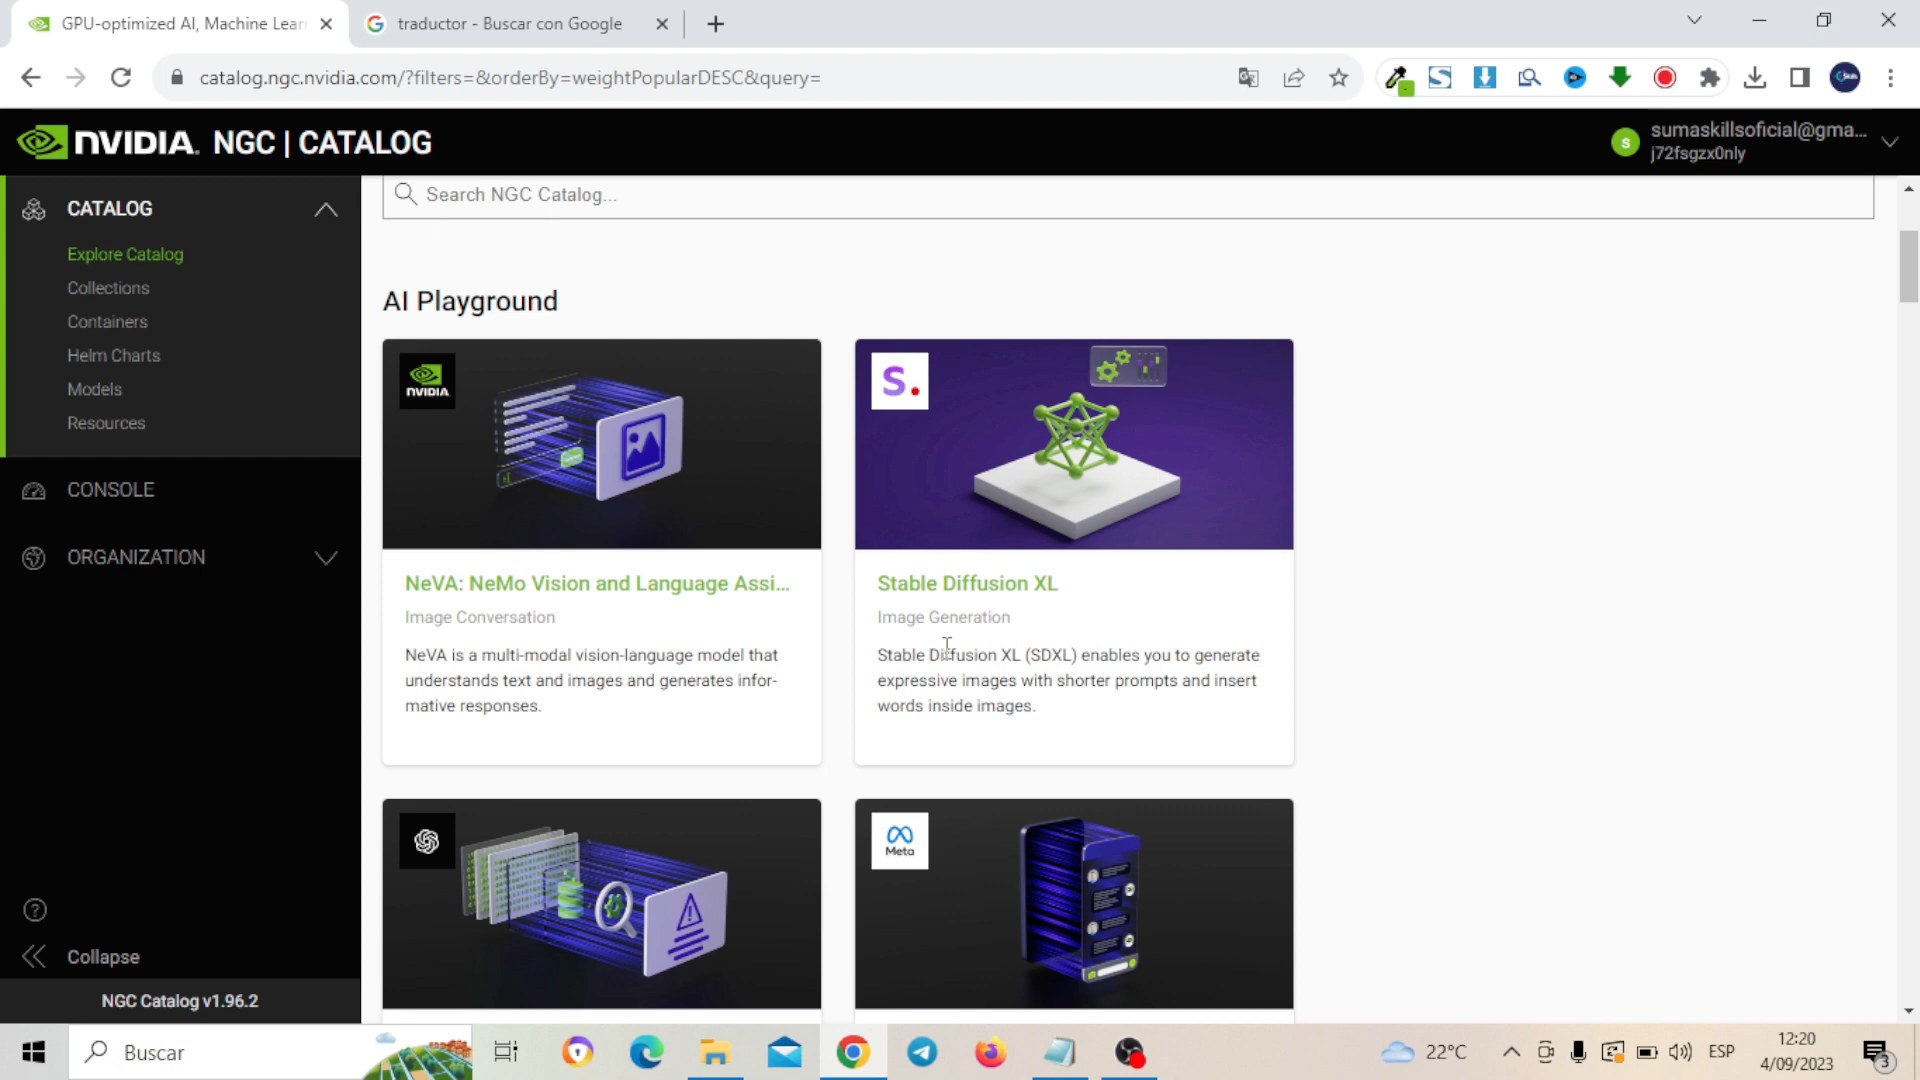 GPU-optimized AI, Machine Lear
traductor - Buscar con Google
catalog.ngc.nvidia.com/?filters=&orderBy=weightPopularDESC&query=
NVIDIA. NGC | CATALOG
s
sumaskillsoficial@gma...
j72fsgzx0nly
CATALOG
Explore Catalog
Collections
Containers
Helm Charts
Models
Resources
CONSOLE
ORGANIZATION
Collapse
NGC Catalog v1.96.2
Search NGC Catalog...
AI Playground
NVIDIA
NeVA: NeMo Vision and Language Assi...
Image Conversation
NeVA is a multi-modal vision-language model that
understands text and images and generates infor-
mative responses.
S.
Stable Diffusion XL
Image Generation
Stable Diffusion XL (SDXL) enables you to generate
expressive images with shorter prompts and insert
words inside images.
Meta
Buscar
22°C
ESP
12:20
4/09/2023
3